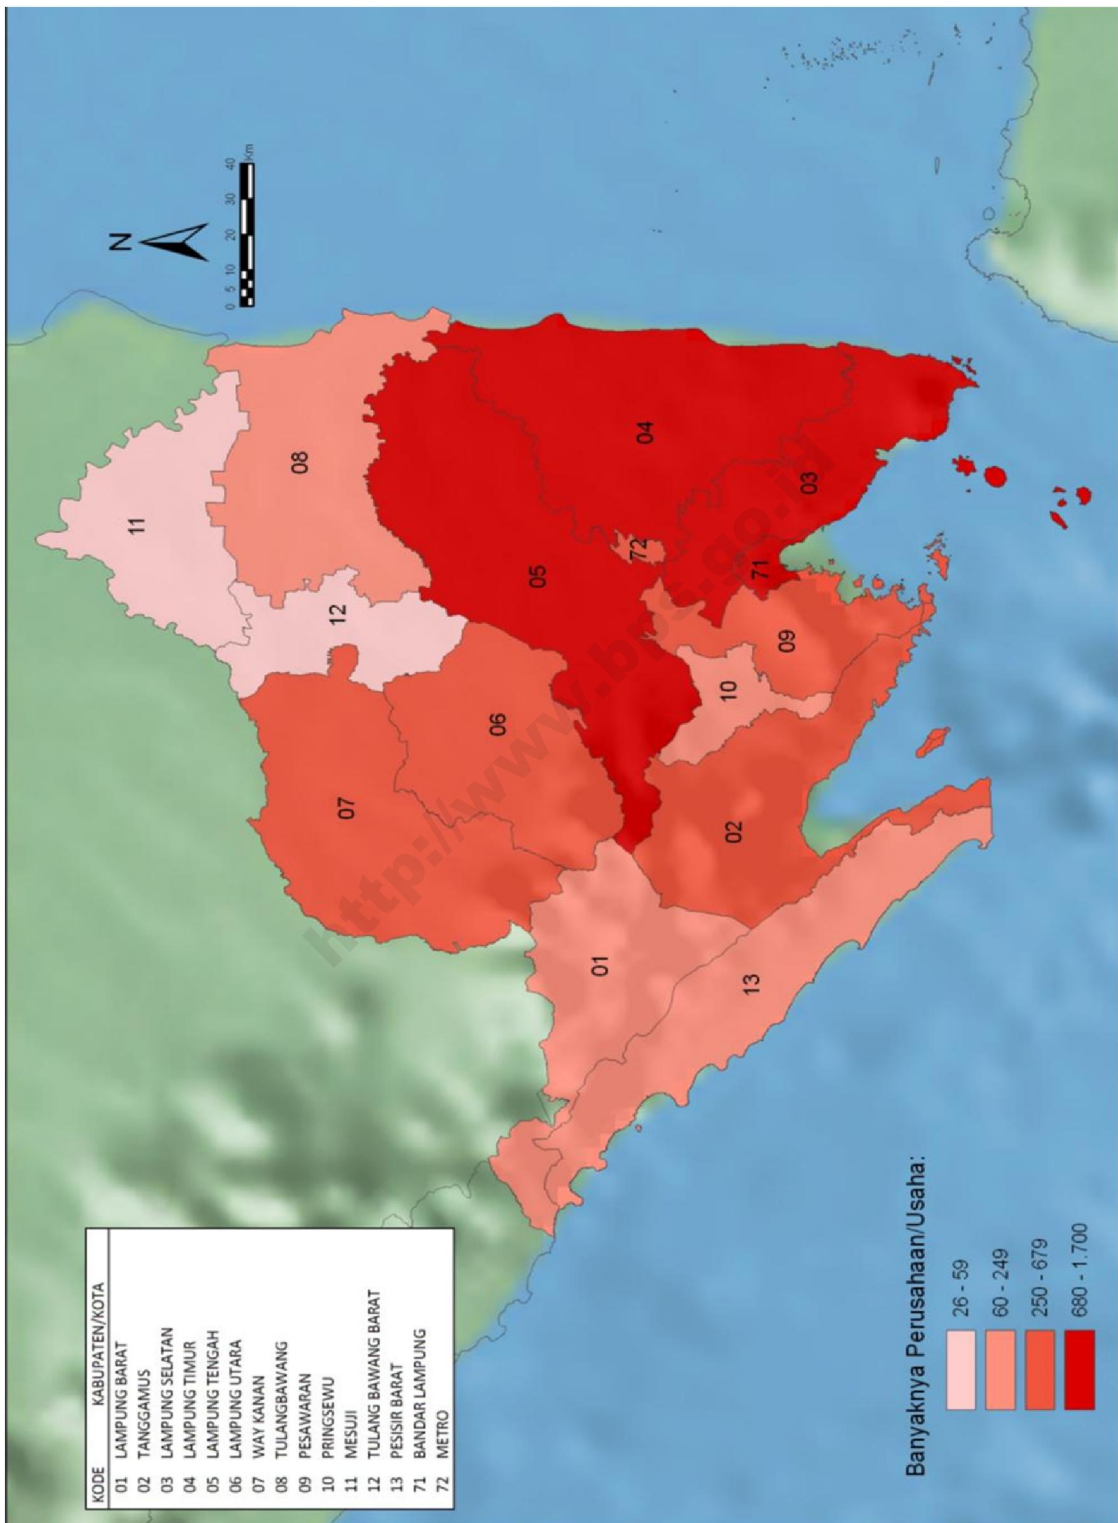 KODE KABUPATEN/KOTA
01 LAMPUNG BARAT
02 TANGGAMUS
03 LAMPUNG SELATAN
04 LAMPUNG TIMUR
05 LAMPUNG TENGAH
06 LAMPUNG UTARA
07 WAY KANAN
08 TULANGBAWANG
09 PESAWARAN
10 PRINGSEWU
11 MESUJI
12 TULANG BAWANG BARAT
13 PESISIR BARAT
71 BANDAR LAMPUNG
72 METRO
N
0 5 10 20 30 40
Km
11
08
12
07
06
05
04
72
03
71
09
10
02
01
13
http://www.bps.go.id
Banyaknya Perusahaan/Usaha:
26 - 59
60 - 249
250 - 679
680 - 1.700